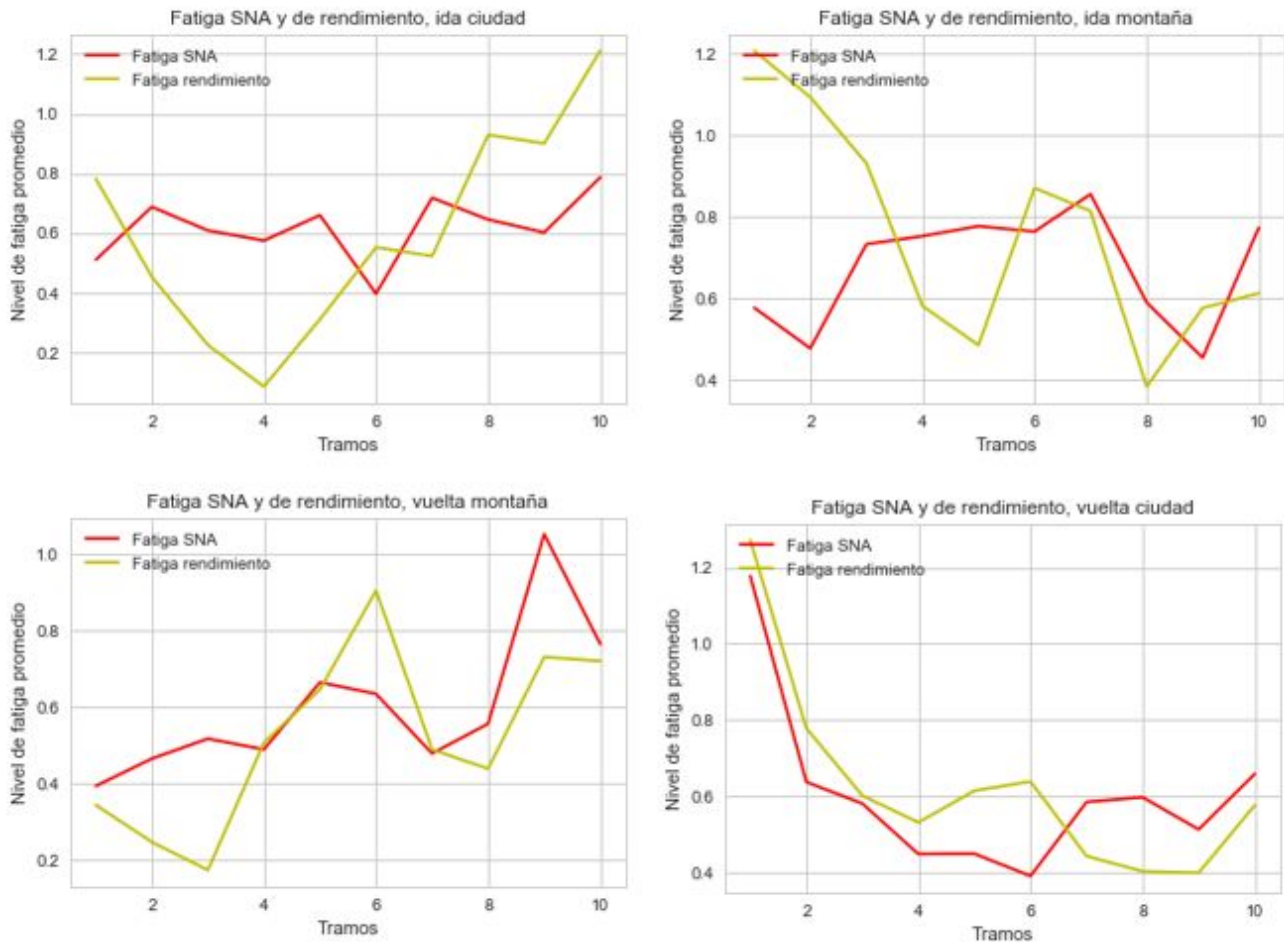 Fatiga SNA y de rendimiento, ida ciudad
Fatiga SNA
Fatiga rendimiento
Nivel de fatiga promedio
1.2
1.0
0.8
0.6
0.4
0.2
2 4 6 8 10
Tramos
Fatiga SNA y de rendimiento, ida montaña
Fatiga SNA
Fatiga rendimiento
Nivel de fatiga promedio
1.2
1.0
0.8
0.6
0.4
2 4 6 8 10
Tramos
Fatiga SNA y de rendimiento, vuelta montaña
Fatiga SNA
Fatiga rendimiento
Nivel de fatiga promedio
1.0
0.8
0.6
0.4
0.2
2 4 6 8 10
Tramos
Fatiga SNA y de rendimiento, vuelta ciudad
Fatiga SNA
Fatiga rendimiento
Nivel de fatiga promedio
1.2
1.0
0.8
0.6
0.4
2 4 6 8 10
Tramos